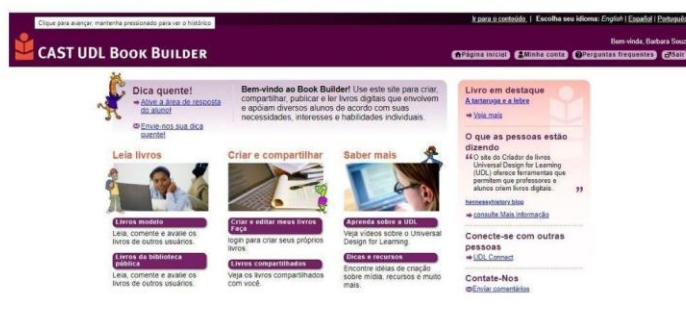 Clique para avançar, mantenha pressionado para ver o histórico
Ir para o conteúdo | Escolha seu idioma: English | Español | Português
Bem-vinda, Barbara Souz
CAST UDL BOOK BUILDER
Página inicial
Minha conta
Perguntas frequentes
Sair
Dica quente!
Ative a área de resposta
do aluno!
Envie-nos sua dica
quente!
Bem-vindo ao Book Builder! Use este site para criar,
compartilhar, publicar e ler livros digitais que envolvem
e apóiam diversos alunos de acordo com suas
necessidades, interesses e habilidades individuais.
Leia livros
Livros modelo
Leia, comente e avalie os
livros de outros usuários.
Livros da biblioteca
pública
Leia, comente e avalie os
livros de outros usuários.
Criar e compartilhar
Criar e editar meus livros
Faça
login para criar seus próprios
livros.
Livros compartilhados
Veja os livros compartilhados
com você.
Saber mais
Aprenda sobre a UDL
Veja vídeos sobre o Universal
Design for Learning.
Dicas e recursos
Encontre idéias de criação
sobre mídia, recursos e muito
mais.
Livro em destaque
A tartaruga e a lebre
Veja mais
O que as pessoas estão
dizendo
“O site do Criador de livros
Universal Design for Learning
(UDL) oferece ferramentas que
permitem que professores e
alunos criem livros digitais. ”
hennesseyhistory blog
consulte Mais informação
Conecte-se com outras
pessoas
UDL Connect
Contate-Nos
Enviar comentários